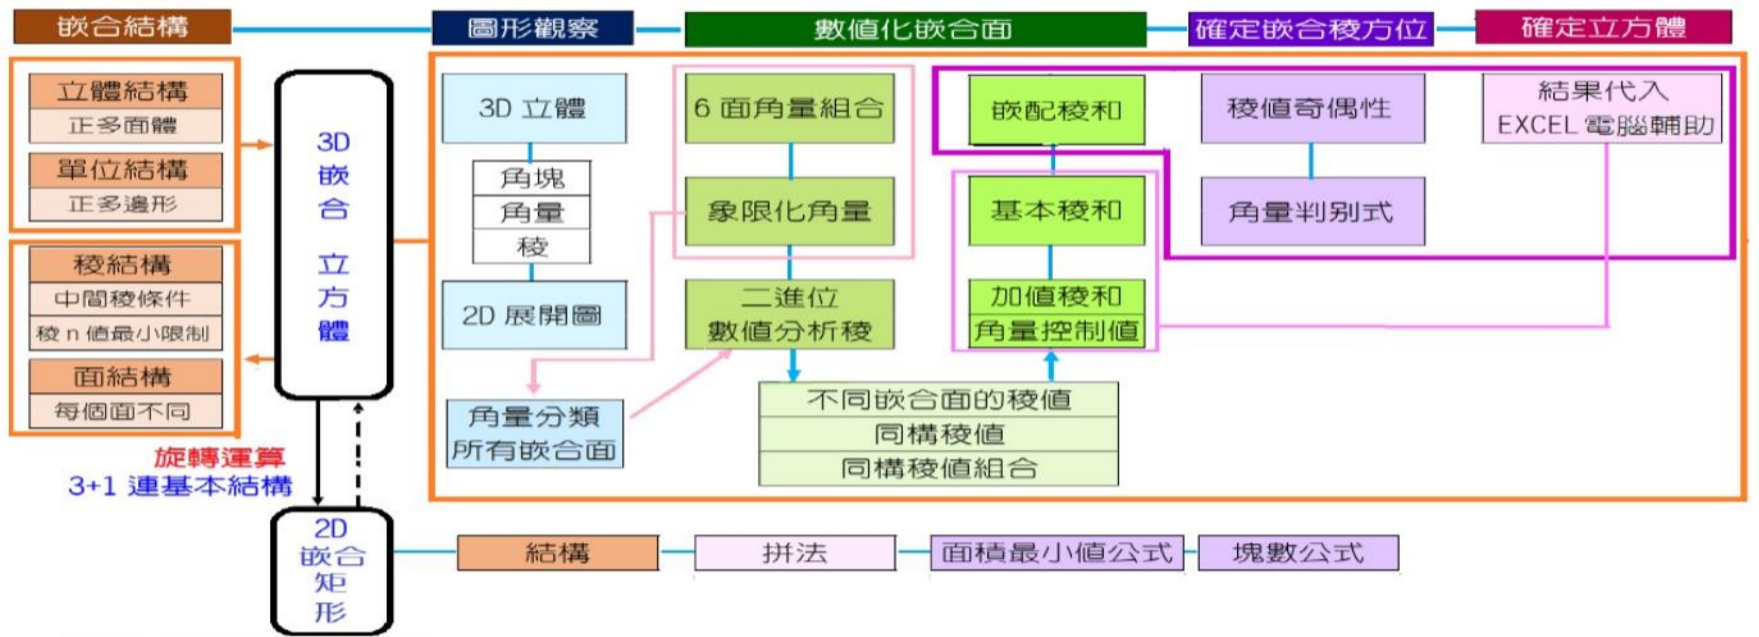 嵌合結構
圖形觀察
數值化嵌合面
確定嵌合稜方位
確定立方體
立體結構
正多面體
單位結構
正多邊形
稜結構
中間稜條件
稜n值最小限制
面結構
每個面不同
3D
嵌
合
立
方
體
3D 立體
角塊
角量
稜
2D 展開圖
角量分類
所有嵌合面
6 面角量組合
象限化角量
二進位
數值分析稜
嵌配稜和
基本稜和
加值稜和
角量控制值
不同嵌合面的稜值
同構稜值
同構稜值組合
稜值奇偶性
角量判別式
結果代入
EXCEL 電腦輔助
旋轉運算
3+1 連基本結構
2D
嵌合
矩
形
結構
拼法
面積最小值公式
塊數公式